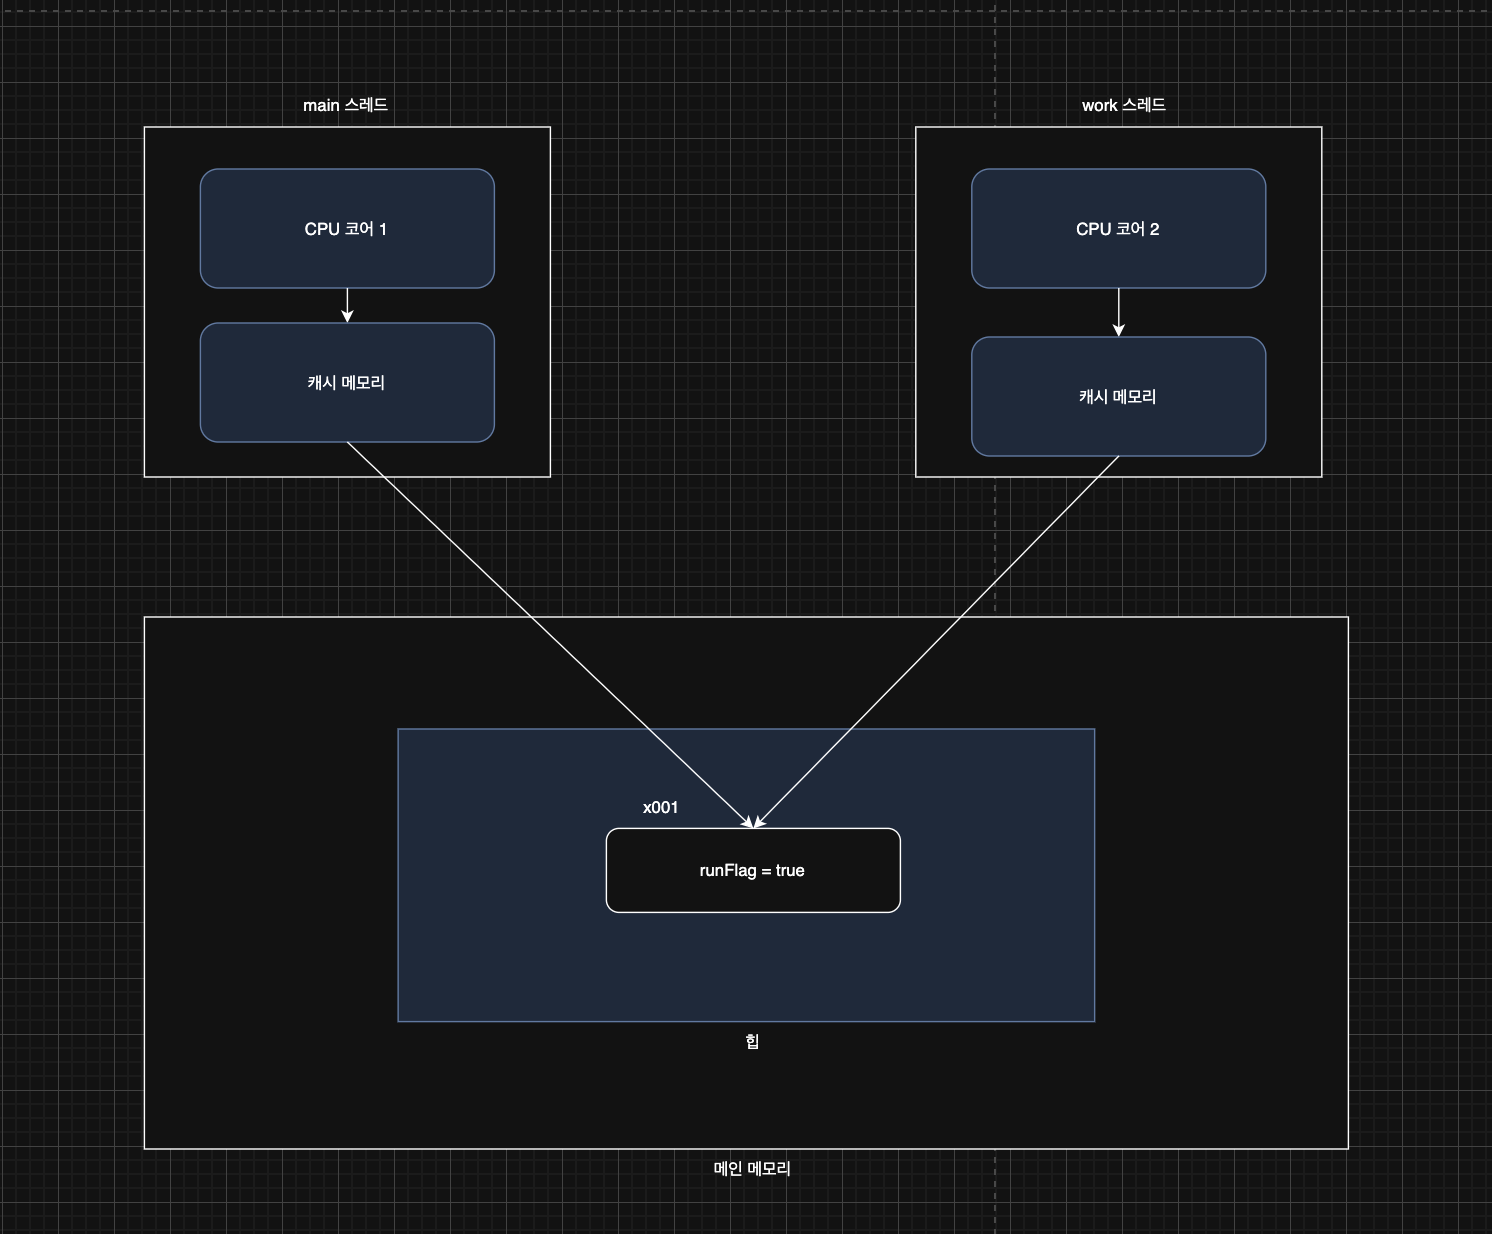 main 스레드
work 스레드
CPU 코어 1
CPU 코어 2
캐시 메모리
캐시 메모리
x001
runFlag = true
힙
메인 메모리